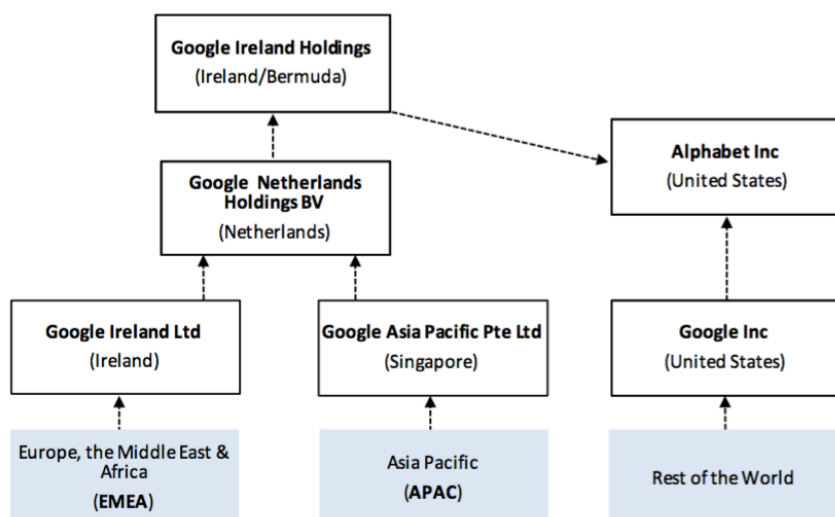 Google Ireland Holdings
(Ireland/Bermuda)
Alphabet Inc
(United States)
Google Netherlands
Holdings BV
(Netherlands)
Google Ireland Ltd
(Ireland)
Google Asia Pacific Pte Ltd
(Singapore)
Google Inc
(United States)
Europe, the Middle East &
Africa
(EMEA)
Asia Pacific
(APAC)
Rest of the World